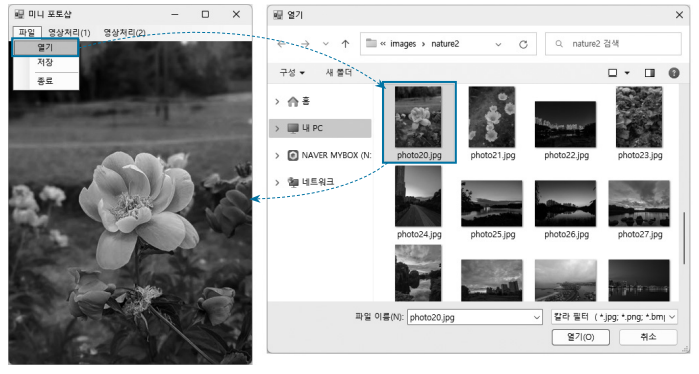 미니 포토샵
파일 영상처리(1) 영상처리(2)
열기
저장
종료
열기
« images › nature2
nature2 검색
구성 새 폴더
홈
내 PC
NAVER MYBOX (N:
네트워크
photo20.jpg photo21.jpg photo22.jpg photo23.jpg
photo24.jpg photo25.jpg photo26.jpg photo27.jpg
파일 이름(N): photo20.jpg
칼라 필터 ( *.jpg; *.png; *.bmp
열기(O) 취소